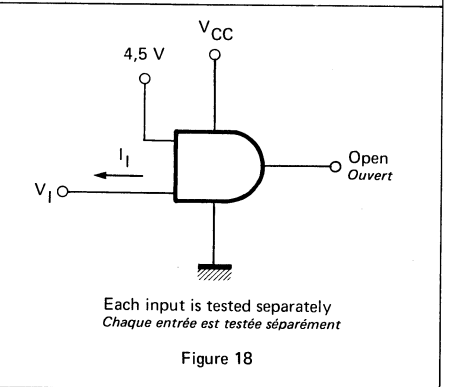 V_CC
4,5 V
I_I
V_I
Open
Ouvert
Each input is tested separately
Chaque entrée est testée séparément
Figure 18